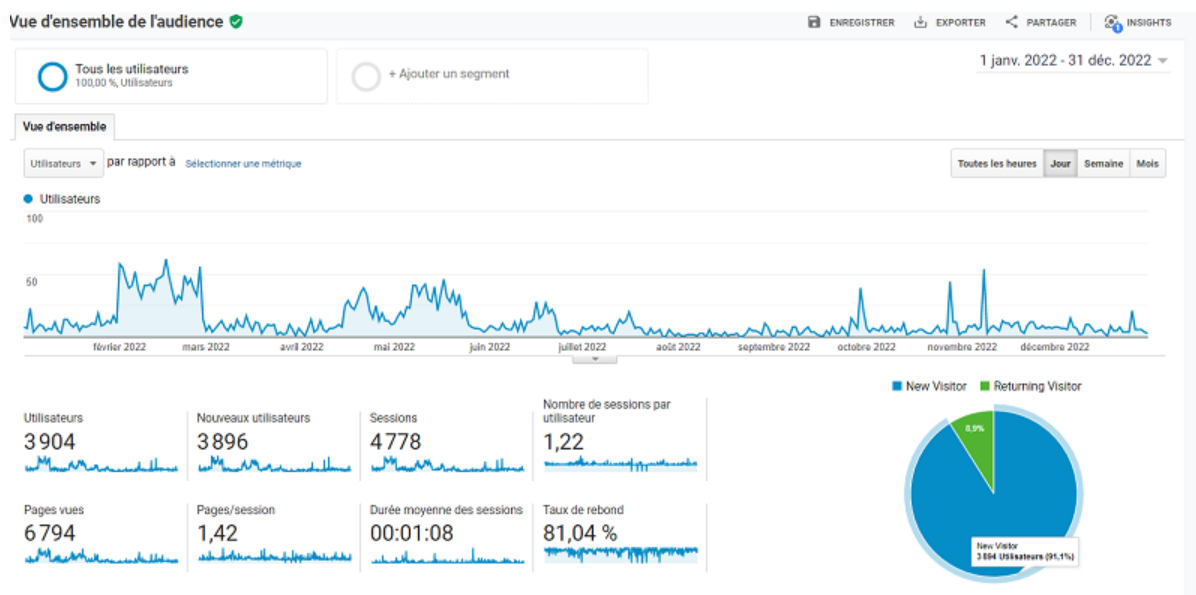 Vue d'ensemble de l'audience
ENREGISTRER EXPORTER PARTAGER INSIGHTS
1
Tous les utilisateurs
100,00 %, Utilisateurs
+ Ajouter un segment
1 janv. 2022 - 31 déc. 2022
Vue d'ensemble
Utilisateurs par rapport à Sélectionner une métrique
Toutes les heures Jour Semaine Mois
Utilisateurs
100
50
février 2022 mars 2022 avril 2022 mai 2022 juin 2022 juillet 2022 août 2022 septembre 2022 octobre 2022 novembre 2022 décembre 2022
New Visitor Returning Visitor
Utilisateurs
3 904
Nouveaux utilisateurs
3 896
Sessions
4 778
Nombre de sessions par
utilisateur
1,22
Pages vues
6 794
Pages/session
1,42
Durée moyenne des sessions
00:01:08
Taux de rebond
81,04 %
8,9%
New Visitor
3 894 Utilisateurs (91,1%)